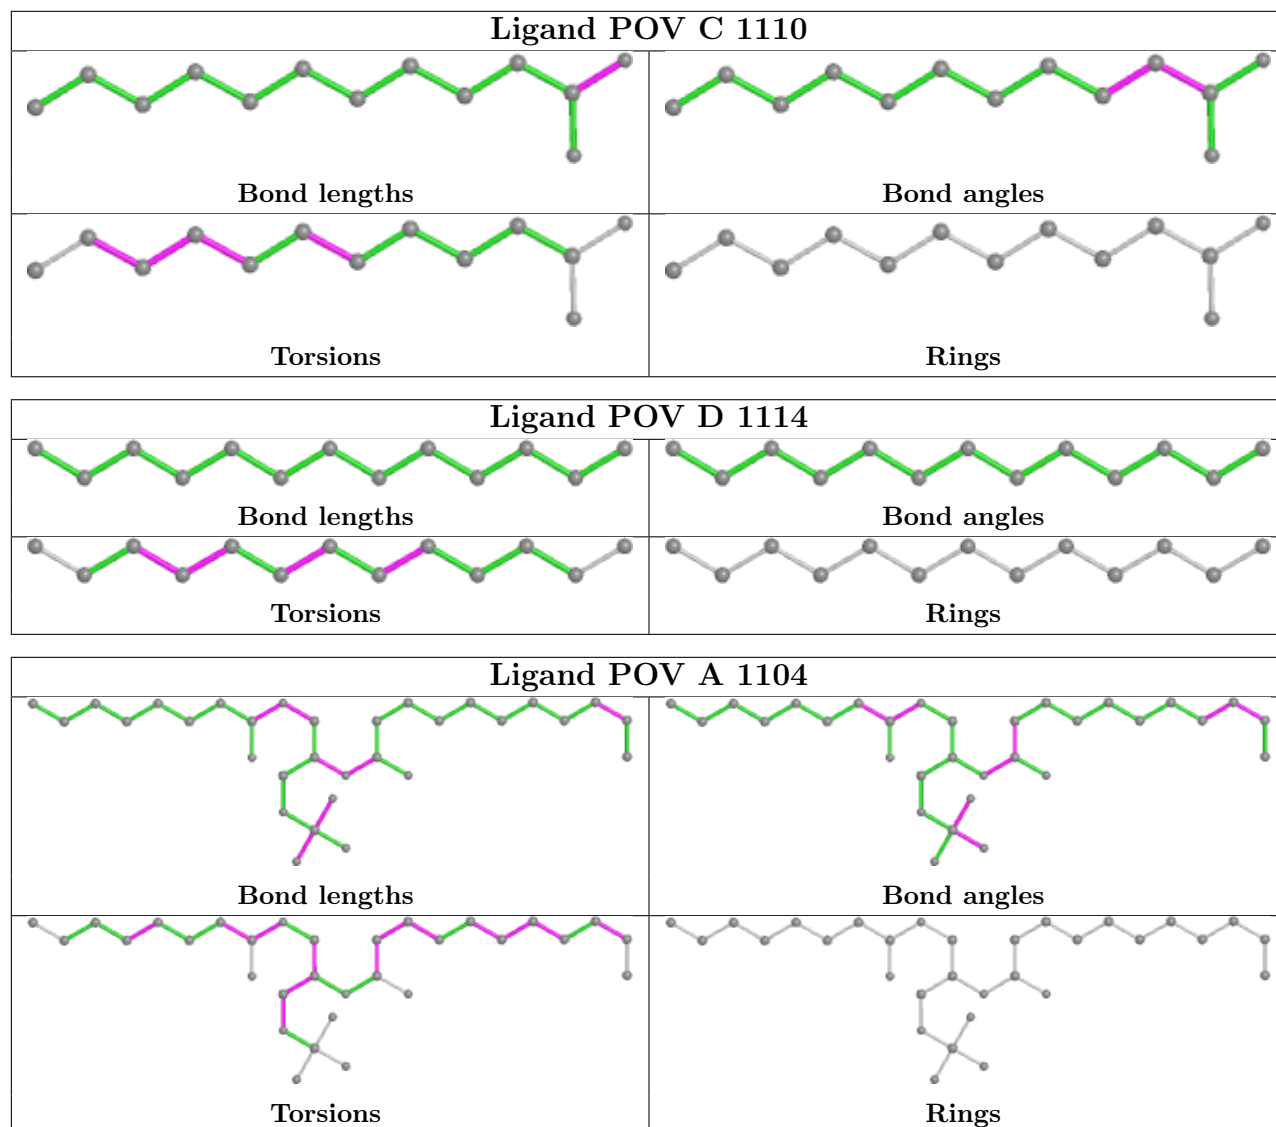 Ligand POV C 1110
Bond lengths
Bond angles
Torsions
Rings
Ligand POV D 1114
Bond lengths
Bond angles
Torsions
Rings
Ligand POV A 1104
Bond lengths
Bond angles
Torsions
Rings